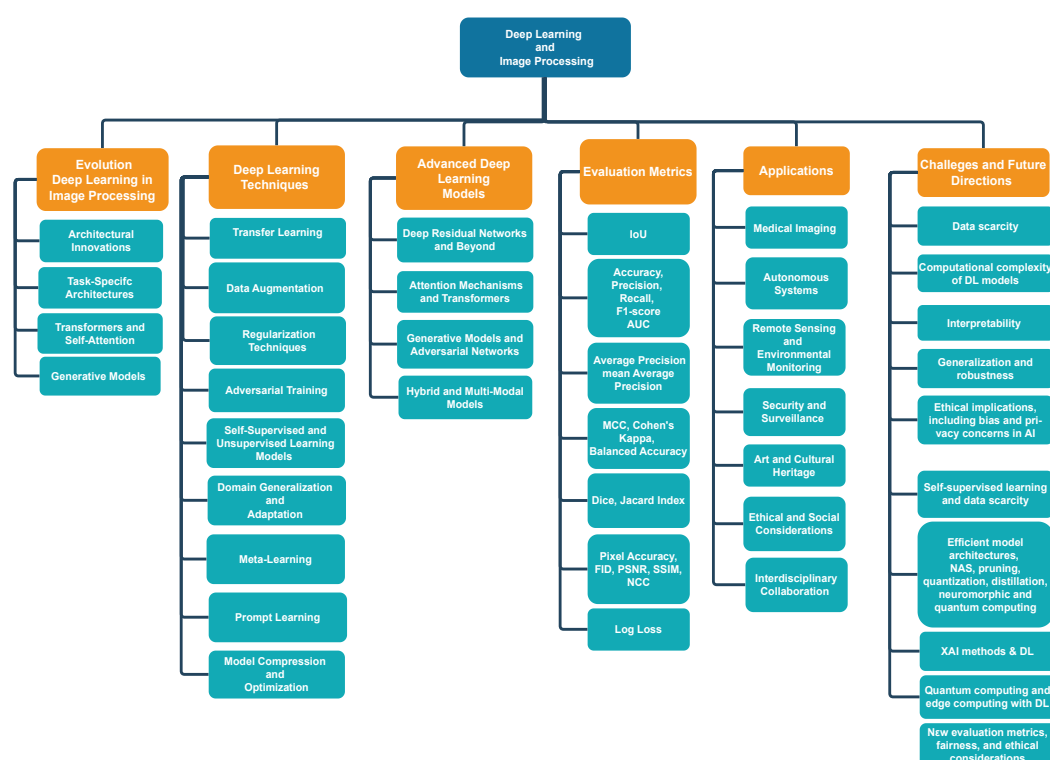 Deep Learning
and
Image Processing
Evolution
Deep Learning in
Image Processing
Architectural
Innovations
Task-Specifc
Architectures
Transformers and
Self-Attention
Generative Models
Deep Learning
Techniques
Transfer Learning
Data Augmentation
Regularization
Techniques
Adversarial Training
Self-Supervised and
Unsupervised Learning
Models
Domain Generalization
and
Adaptation
Meta-Learning
Prompt Learning
Model Compression
and
Optimization
Advanced Deep
Learning
Models
Deep Residual Networks
and Beyond
Attention Mechanisms
and Transformers
Generative Models and
Adversarial Networks
Hybrid and Multi-Modal
Models
Evaluation Metrics
IoU
Accuracy,
Precision,
Recall,
F1-score
AUC
Average Precision
mean Average
Precision
MCC, Cohen's
Kappa,
Balanced Accuracy
Dice, Jacard Index
Pixel Accuracy,
FID, PSNR, SSIM,
NCC
Log Loss
Applications
Medical Imaging
Autonomous
Systems
Remote Sensing
and
Environmental
Monitoring
Security and
Surveillance
Art and Cultural
Heritage
Ethical and Social
Considerations
Interdisciplinary
Collaboration
Challeges and Future
Directions
Data scarcity
Computational complexity
of DL models
Interpretability
Generalization and
robustness
Ethical implications,
including bias and pri-
vacy concerns in AI
Self-supervised learning
and data scarcity
Efficient model
architectures,
NAS, pruning,
quantization, distillation,
neuromorphic and
quantum computing
XAI methods & DL
Quantum computing and
edge computing with DL
New evaluation metrics,
fairness, and ethical
considerations